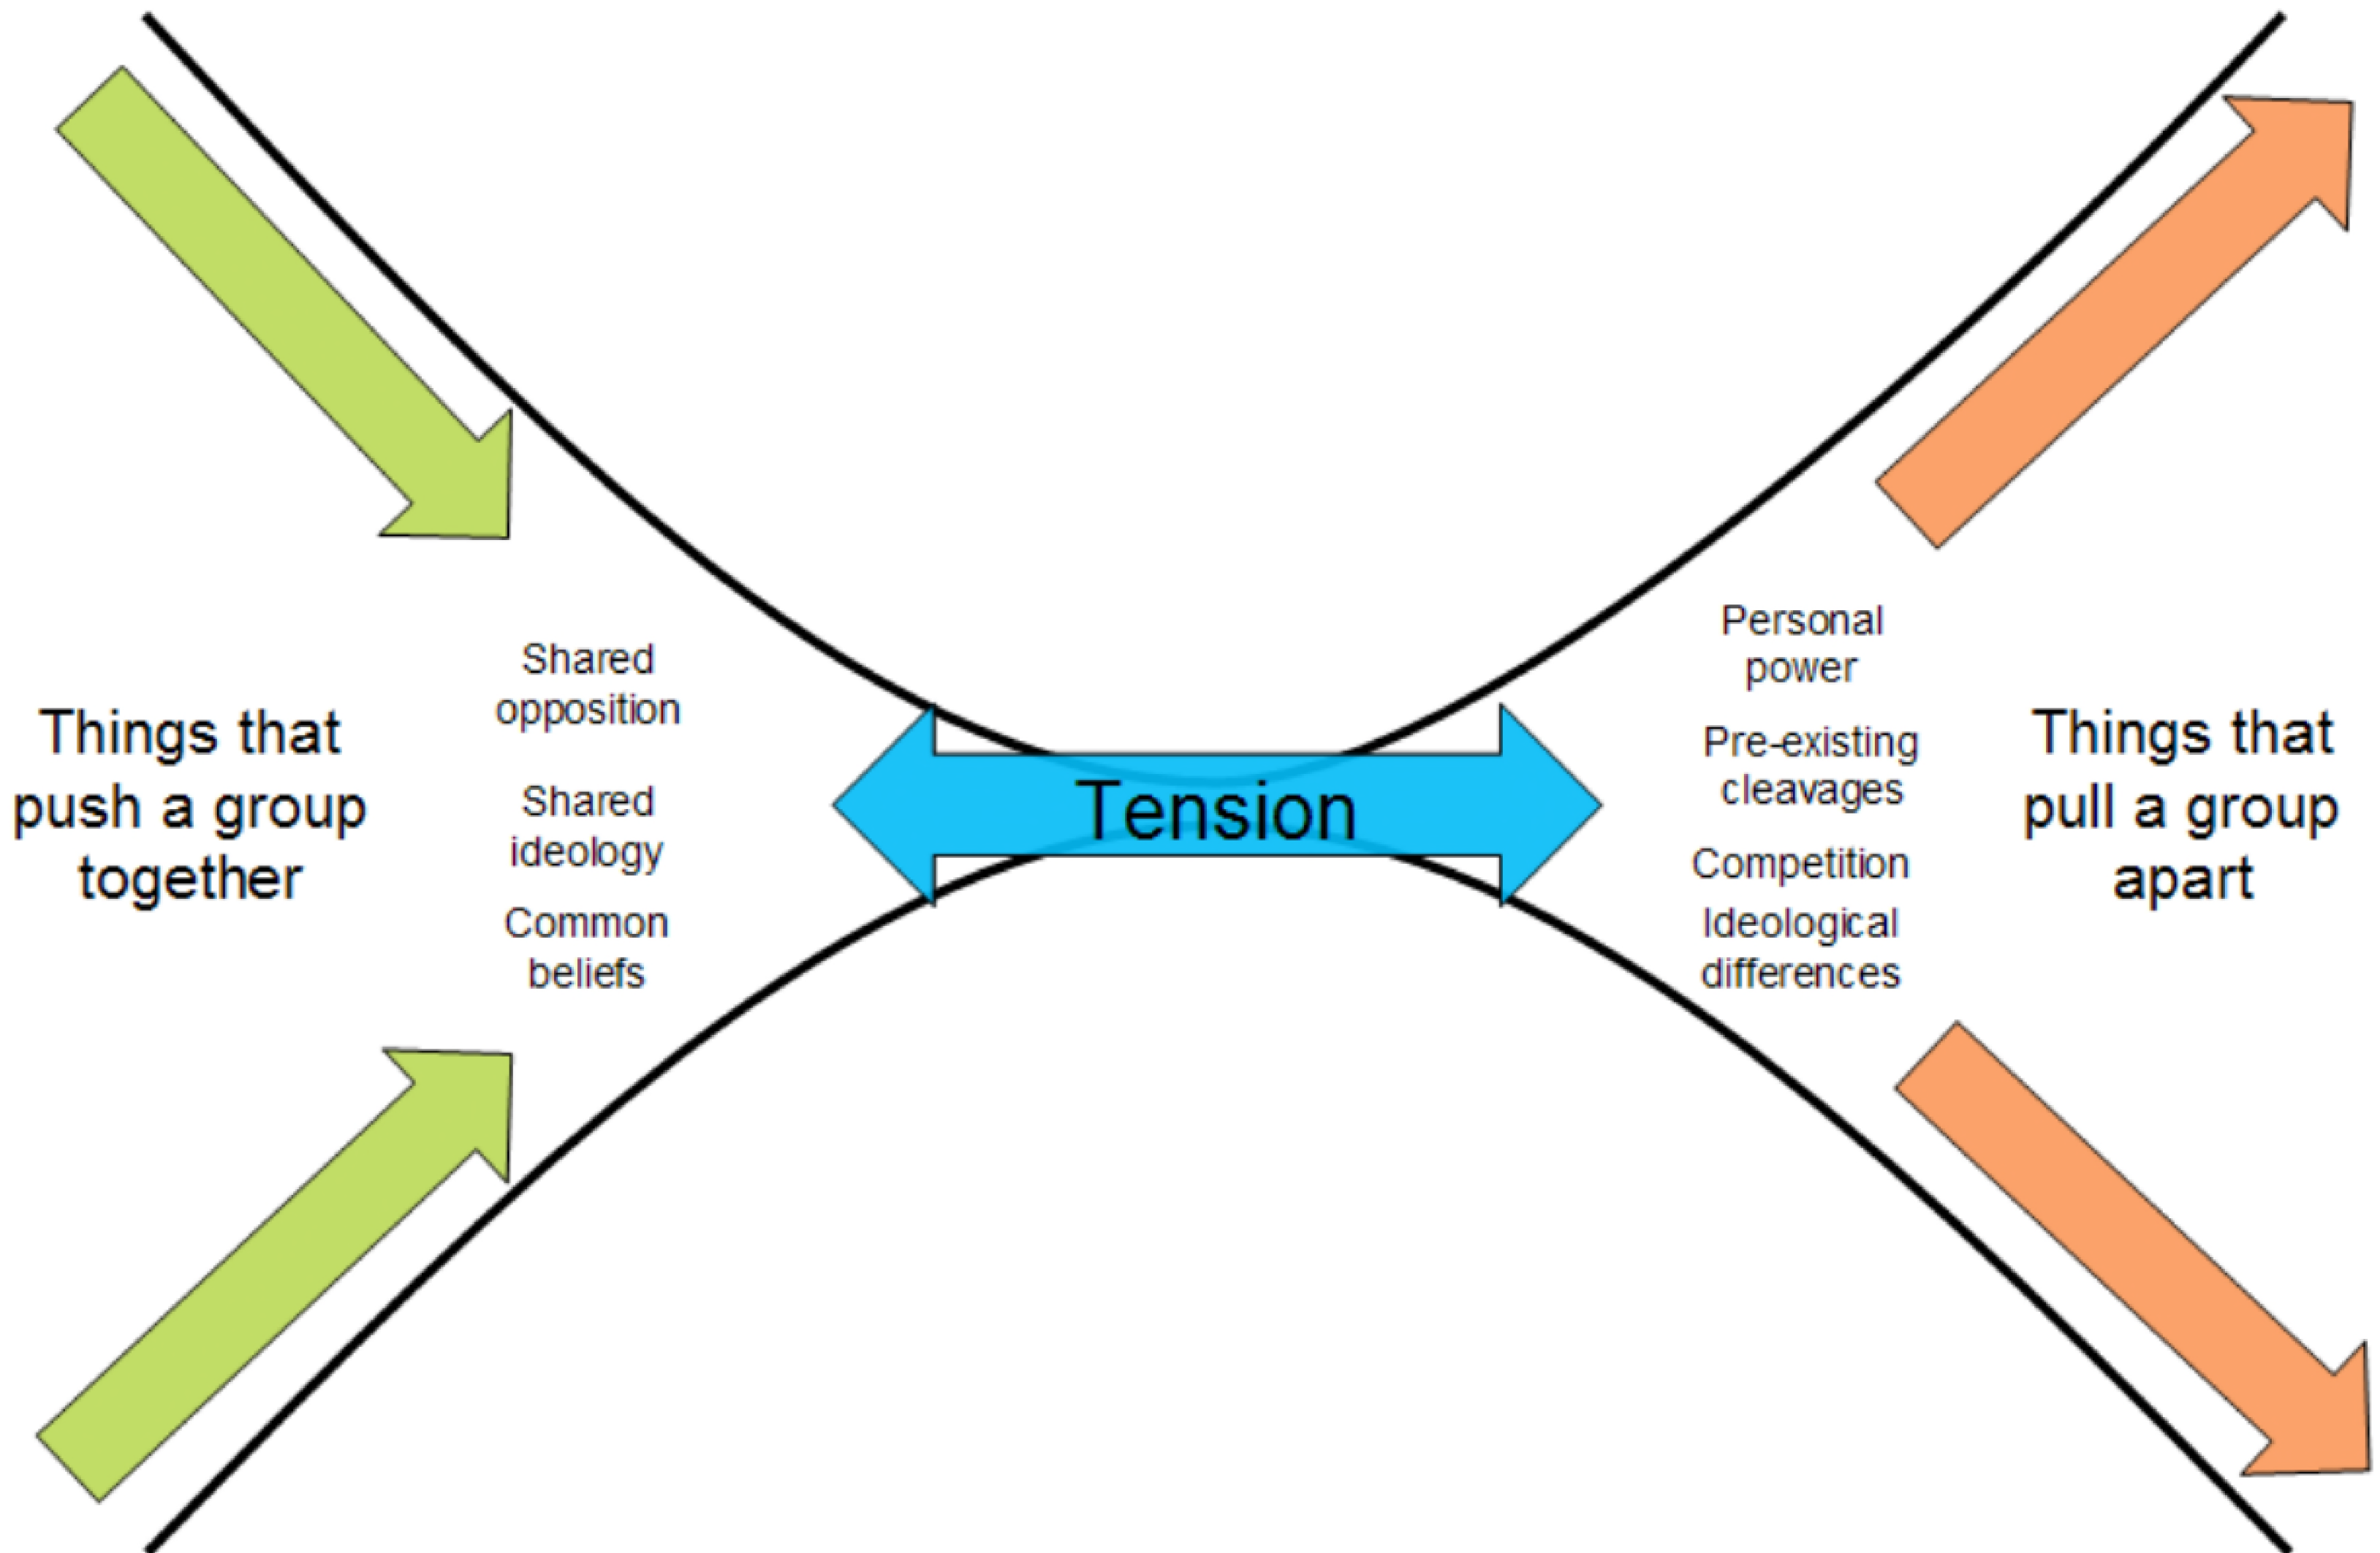 Things that
push a group
together
Shared
opposition
Shared
ideology
Common
beliefs
Tension
Personal
power
Pre-existing
cleavages
Competition
Ideological
differences
Things that
pull a group
apart